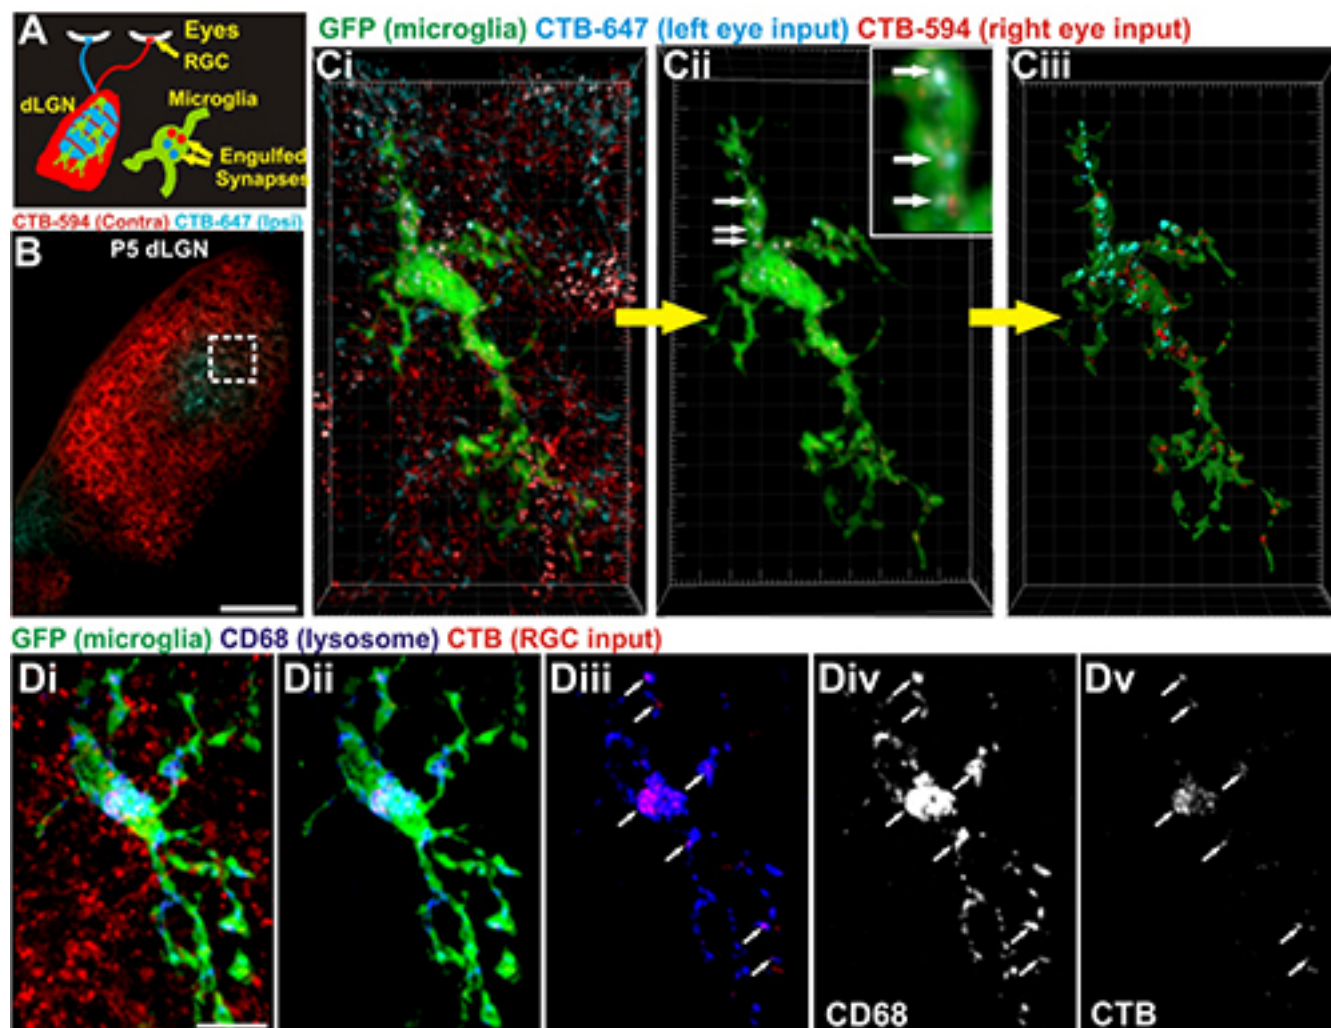 A
Eyes
RGC
dLGN
Microglia
Engulfed
Synapses
CTB-594 (Contra) CTB-647 (Ipsi)
B
P5 dLGN
GFP (microglia) CTB-647 (left eye input) CTB-594 (right eye input)
Ci
Cii
Ciii
GFP (microglia) CD68 (lysosome) CTB (RGC input)
Di
Dii
Diii
Div
Dv
CD68
CTB